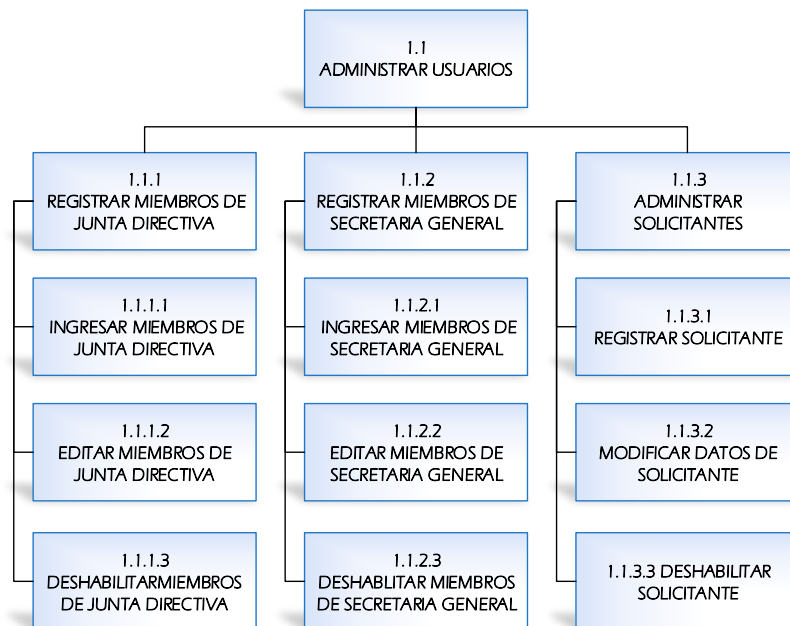 1.1
ADMINISTRAR USUARIOS
1.1.1
REGISTRAR MIEMBROS DE
JUNTA DIRECTIVA
1.1.2
REGISTRAR MIEMBROS DE
SECRETARIA GENERAL
1.1.3
ADMINISTRAR
SOLICITANTES
1.1.1.1
INGRESAR MIEMBROS DE
JUNTA DIRECTIVA
1.1.2.1
INGRESAR MIEMBROS DE
SECRETARIA GENERAL
1.1.3.1
REGISTRAR SOLICITANTE
1.1.1.2
EDITAR MIEMBROS DE
JUNTA DIRECTIVA
1.1.2.2
EDITAR MIEMBROS DE
SECRETARIA GENERAL
1.1.3.2
MODIFICAR DATOS DE
SOLICITANTE
1.1.1.3
DESHABILITARMIEMBROS
DE JUNTA DIRECTIVA
1.1.2.3
DESHABLITAR MIEMBROS
DE SECRETARIA GENERAL
1.1.3.3 DESHABILITAR
SOLICITANTE